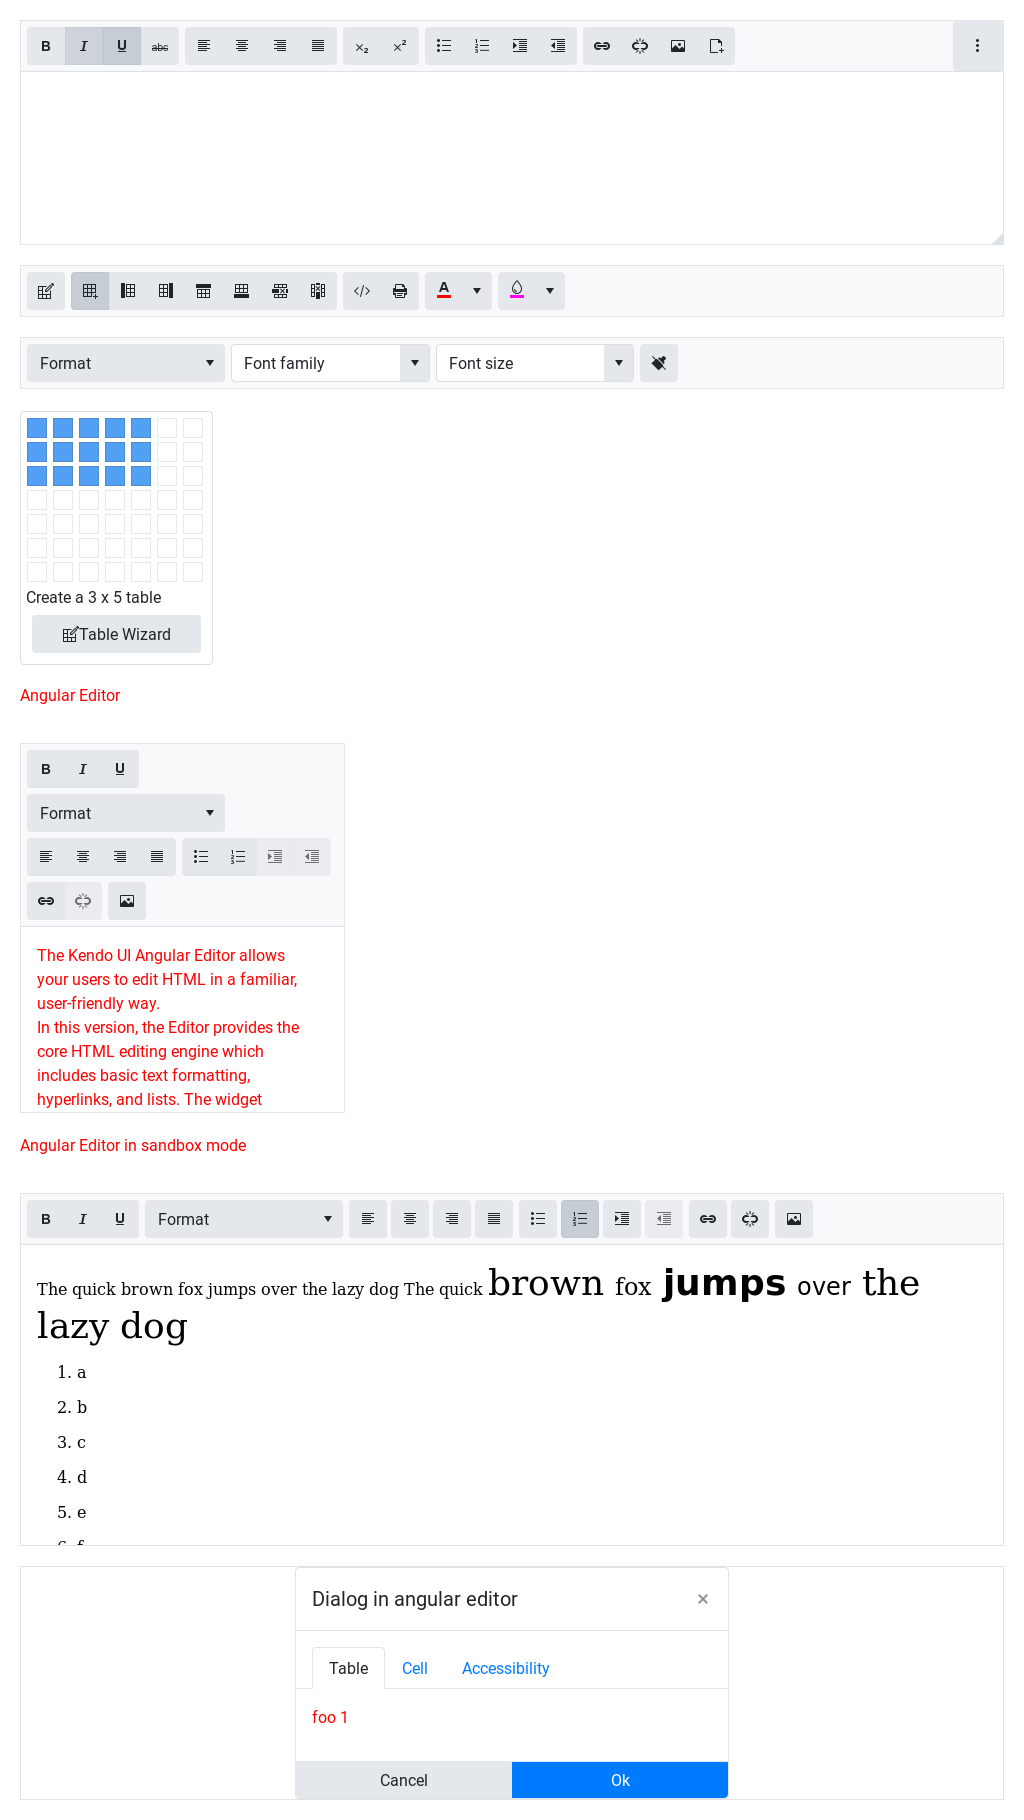 B I U abc x₂ x²
A
Format Font family Font size
Create a 3 x 5 table
Table Wizard
Angular Editor
B I U
Format
The Kendo UI Angular Editor allows
your users to edit HTML in a familiar,
user-friendly way.
In this version, the Editor provides the
core HTML editing engine which
includes basic text formatting,
hyperlinks, and lists. The widget
Angular Editor in sandbox mode
B I U Format
The quick brown fox jumps over the lazy dog The quick brown fox jumps over the
lazy dog
1. a
2. b
3. c
4. d
5. e
Dialog in angular editor ×
Table Cell Accessibility
foo 1
Cancel Ok